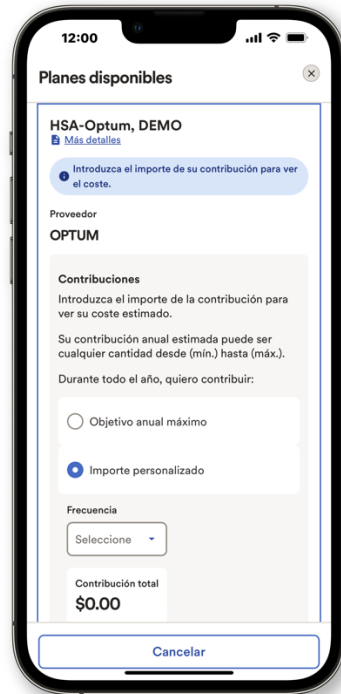 12:00
Planes disponibles
HSA-Optum, DEMO
Más detalles
Introduzca el importe de su contribución para ver
el coste.
Proveedor
OPTUM
Contribuciones
Introduzca el importe de la contribución para
ver su coste estimado.
Su contribución anual estimada puede ser
cualquier cantidad desde (mín.) hasta (máx.).
Durante todo el año, quiero contribuir:
Objetivo anual máximo
Importe personalizado
Frecuencia
Seleccione
Contribución total
$0.00
Cancelar